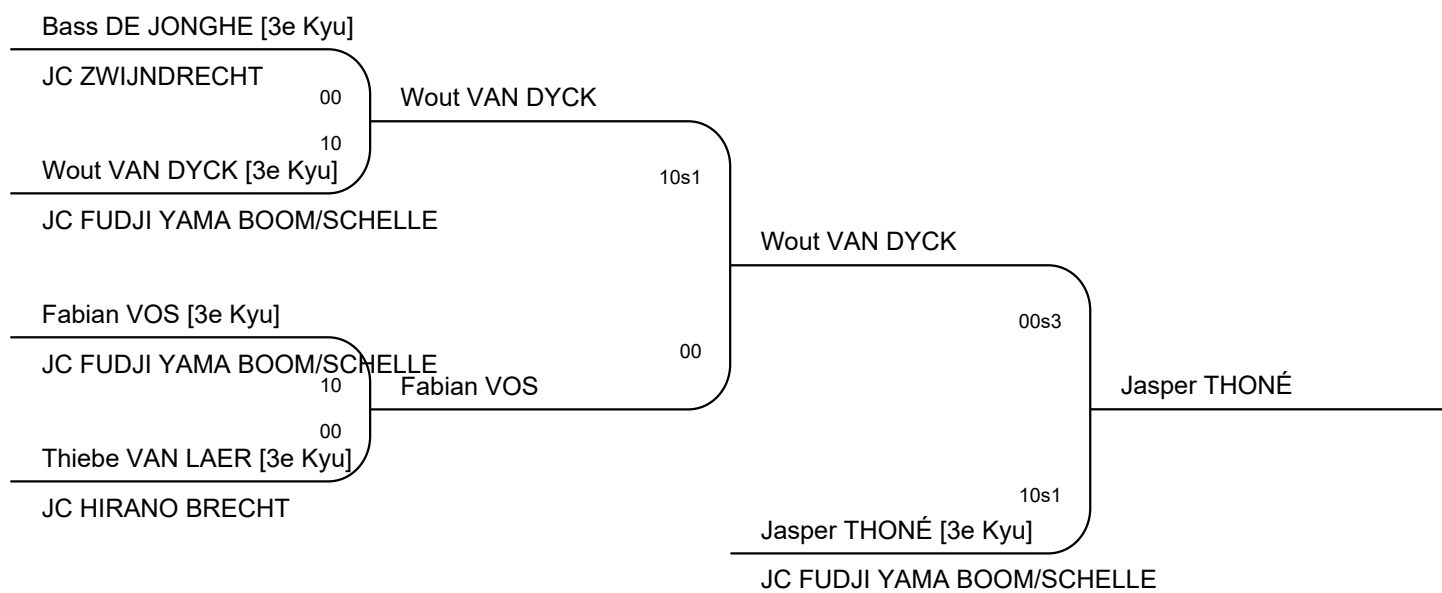 Bass DE JONGHE [3e Kyu]
JC ZWIJNDRECHT
00
Wout VAN DYCK
10
Wout VAN DYCK [3e Kyu]
10s1
JC FUDJI YAMA BOOM/SCHELLE
Wout VAN DYCK
Fabian VOS [3e Kyu]
00s3
JC FUDJI YAMA BOOM/SCHELLE
00
10
Fabian VOS
Jasper THONÉ
00
Thiebe VAN LAER [3e Kyu]
10s1
JC HIRANO BRECHT
Jasper THONÉ [3e Kyu]
JC FUDJI YAMA BOOM/SCHELLE